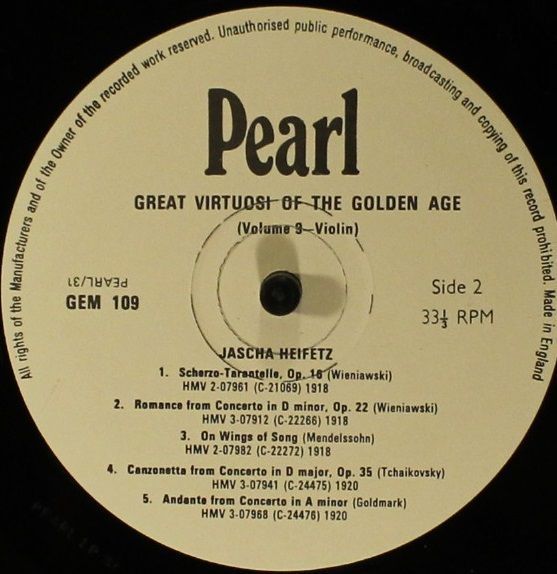 All rights of the Manufacturers and of the Owner of the recorded work reserved. Unauthorised public performance, broadcasting and copying of this record prohibited. Made in England
Pearl
GREAT VIRTUOSI OF THE GOLDEN AGE
(Volume 9—Violin)
PEARL/31
GEM 109
Side 2
33⅓ RPM
JASCHA HEIFETZ
1. Scherzo-Tarantelle, Op. 16 (Wieniawski)
HMV 2-07961 (C-21069) 1918
2. Romance from Concerto in D minor, Op. 22 (Wieniawski)
HMV 3-07912 (C-22266) 1918
3. On Wings of Song (Mendelssohn)
HMV 2-07982 (C-22272) 1918
4. Canzonetta from Concerto in D major, Op. 35 (Tchaikovsky)
HMV 3-07941 (C-24475) 1920
5. Andante from Concerto in A minor (Goldmark)
HMV 3-07968 (C-24476) 1920